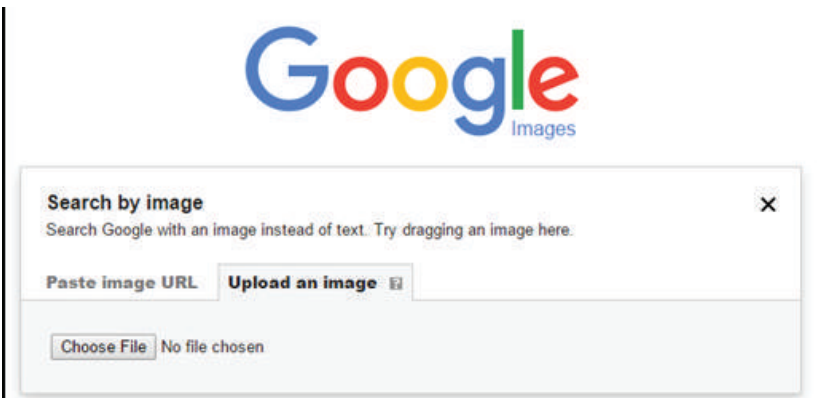 Google
Images
Search by image
Search Google with an image instead of text. Try dragging an image here.
Paste image URL Upload an image ?
Choose File No file chosen